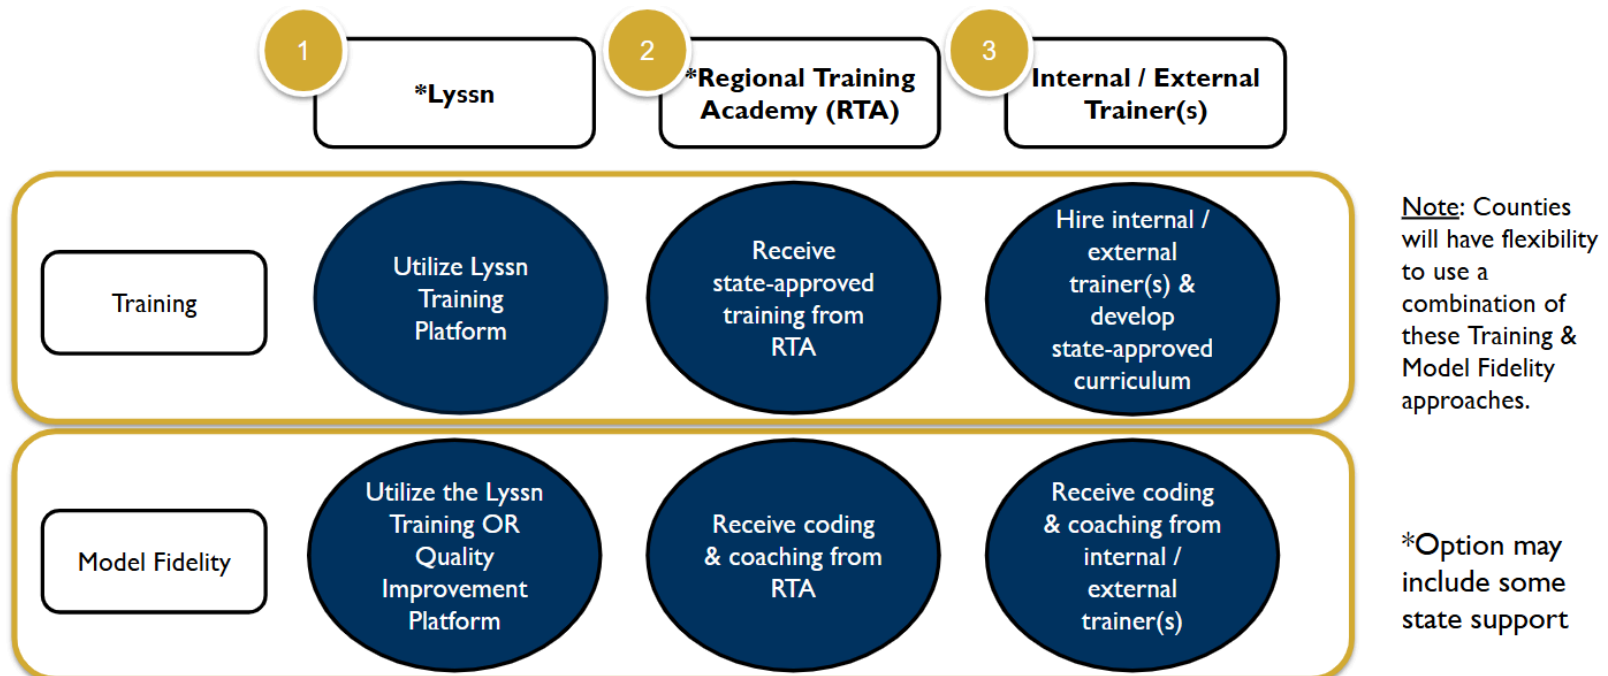 1
*Lyssn
2
*Regional Training
Academy (RTA)
3
Internal / External
Trainer(s)
Training
Utilize Lyssn
Training
Platform
Receive
state-approved
training from
RTA
Hire internal /
external
trainer(s) &
develop
state-approved
curriculum
Note: Counties
will have flexibility
to use a
combination of
these Training &
Model Fidelity
approaches.
Model Fidelity
Utilize the Lyssn
Training OR
Quality
Improvement
Platform
Receive coding
& coaching from
RTA
Receive coding
& coaching from
internal /
external
trainer(s)
*Option may
include some
state support